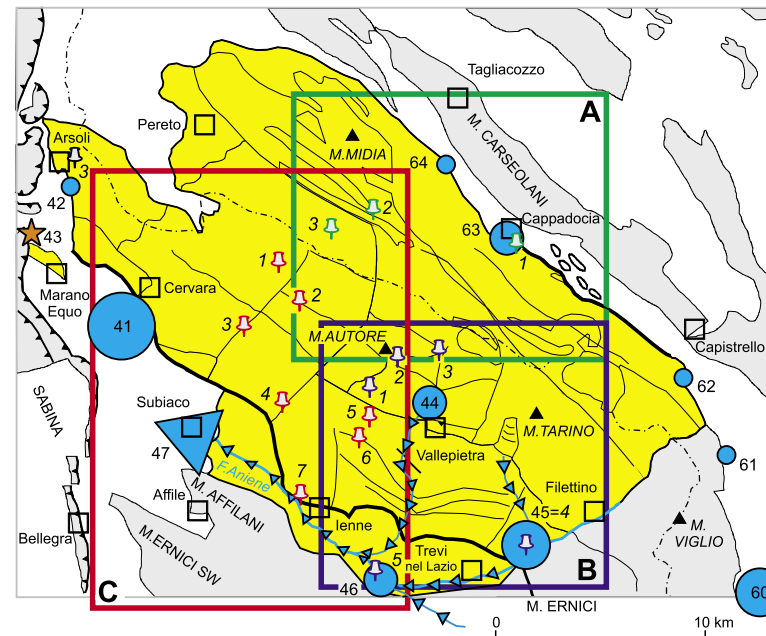 Tagliacozzo
A
M. CARSEOLANI
Pereto
Arsoli
M.MIDIA
64
3
42
2
Cappadocia
3
63
43
1
1
Marano
Equo
Cervara
2
41
3
M.AUTORE
Capistrello
2
3
62
1
SABINA
Subiaco
4
44
5
M.TARINO
47
6
Vallepietra
61
F.Aniene
7
Filettino
Affile
M. AFFILANI
Ienne
45=4
M.
VIGLIO
Bellegra
M.ERNICI SW
5
Trevi
nel Lazio
B
46
C
M. ERNICI
60
0
10 km